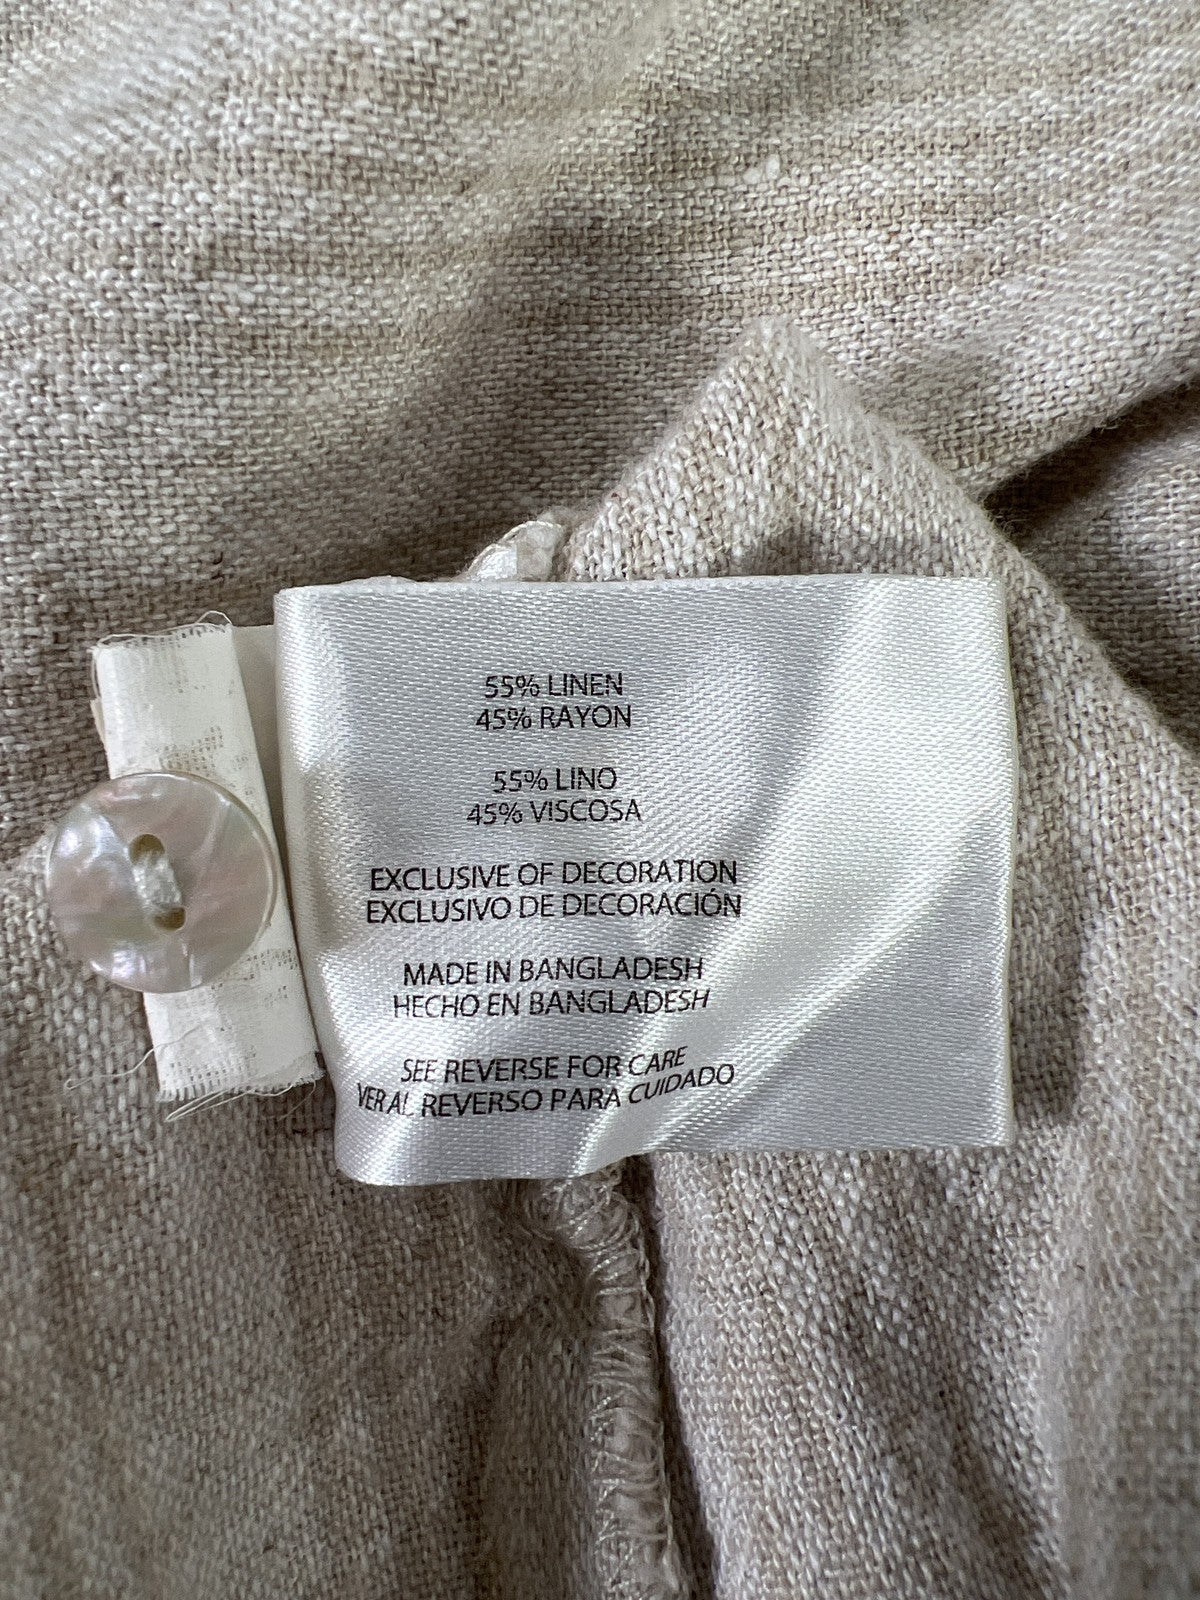 55% LINEN
45% RAYON
55% LINO
45% VISCOSA
EXCLUSIVE OF DECORATION
EXCLUSIVO DE DECORACIÓN
MADE IN BANGLADESH
HECHO EN BANGLADESH
SEE REVERSE FOR CARE
VER AL REVERSO PARA CUIDADO